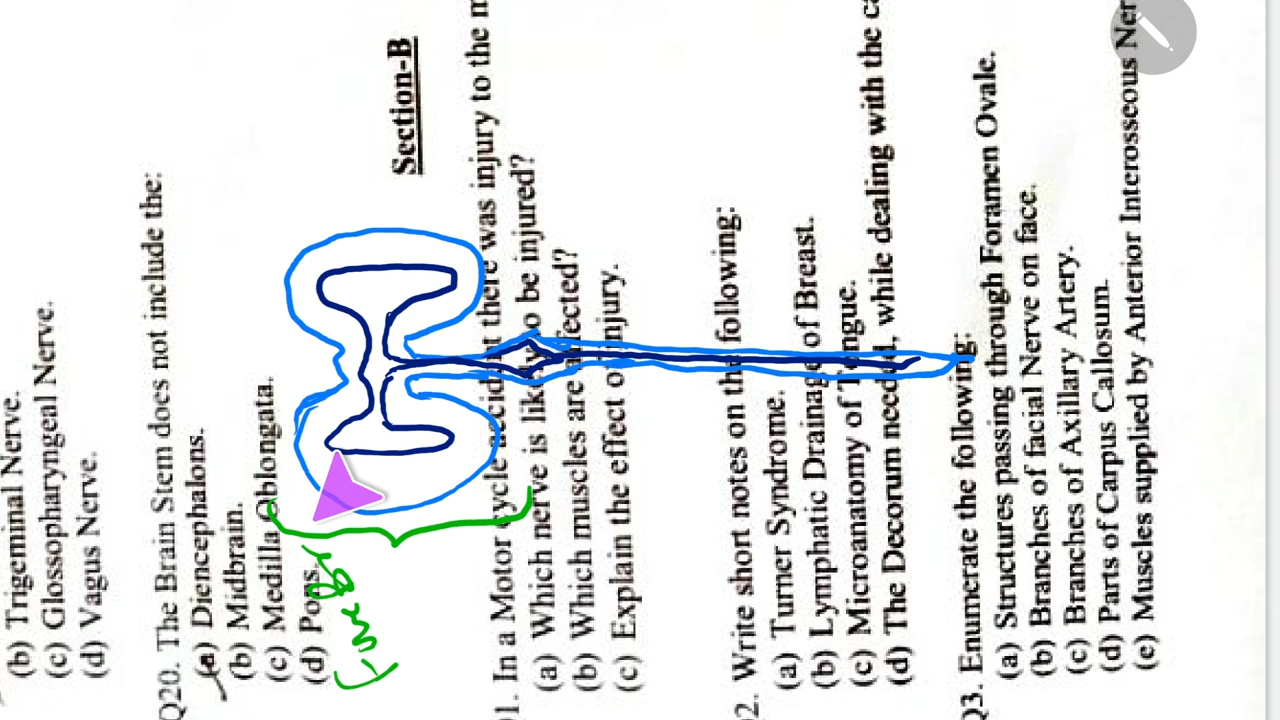 (b) Trigeminal Nerve.
(c) Glossopharyngeal Nerve.
(d) Vagus Nerve.
Q20. The Brain Stem does not include the:
(a) Diencephalons.
(b) Midbrain.
(c) Medilla Oblongata.
(d) Pons.
Section-B
1. In a Motor cycle accident there was injury to the
(a) Which nerve is likely to be injured?
(b) Which muscles are affected?
(c) Explain the effect of injury.
2. Write short notes on the following:
(a) Turner Syndrome.
(b) Lymphatic Drainage of Breast.
(c) Microanatomy of Tongue.
(d) The Decorum needed, while dealing with the
Q3. Enumerate the following:
(a) Structures passing through Foramen Ovale.
(b) Branches of facial Nerve on face.
(c) Branches of Axillary Artery.
(d) Parts of Carpus Callosum.
(e) Muscles supplied by Anterior Interosseous Ner